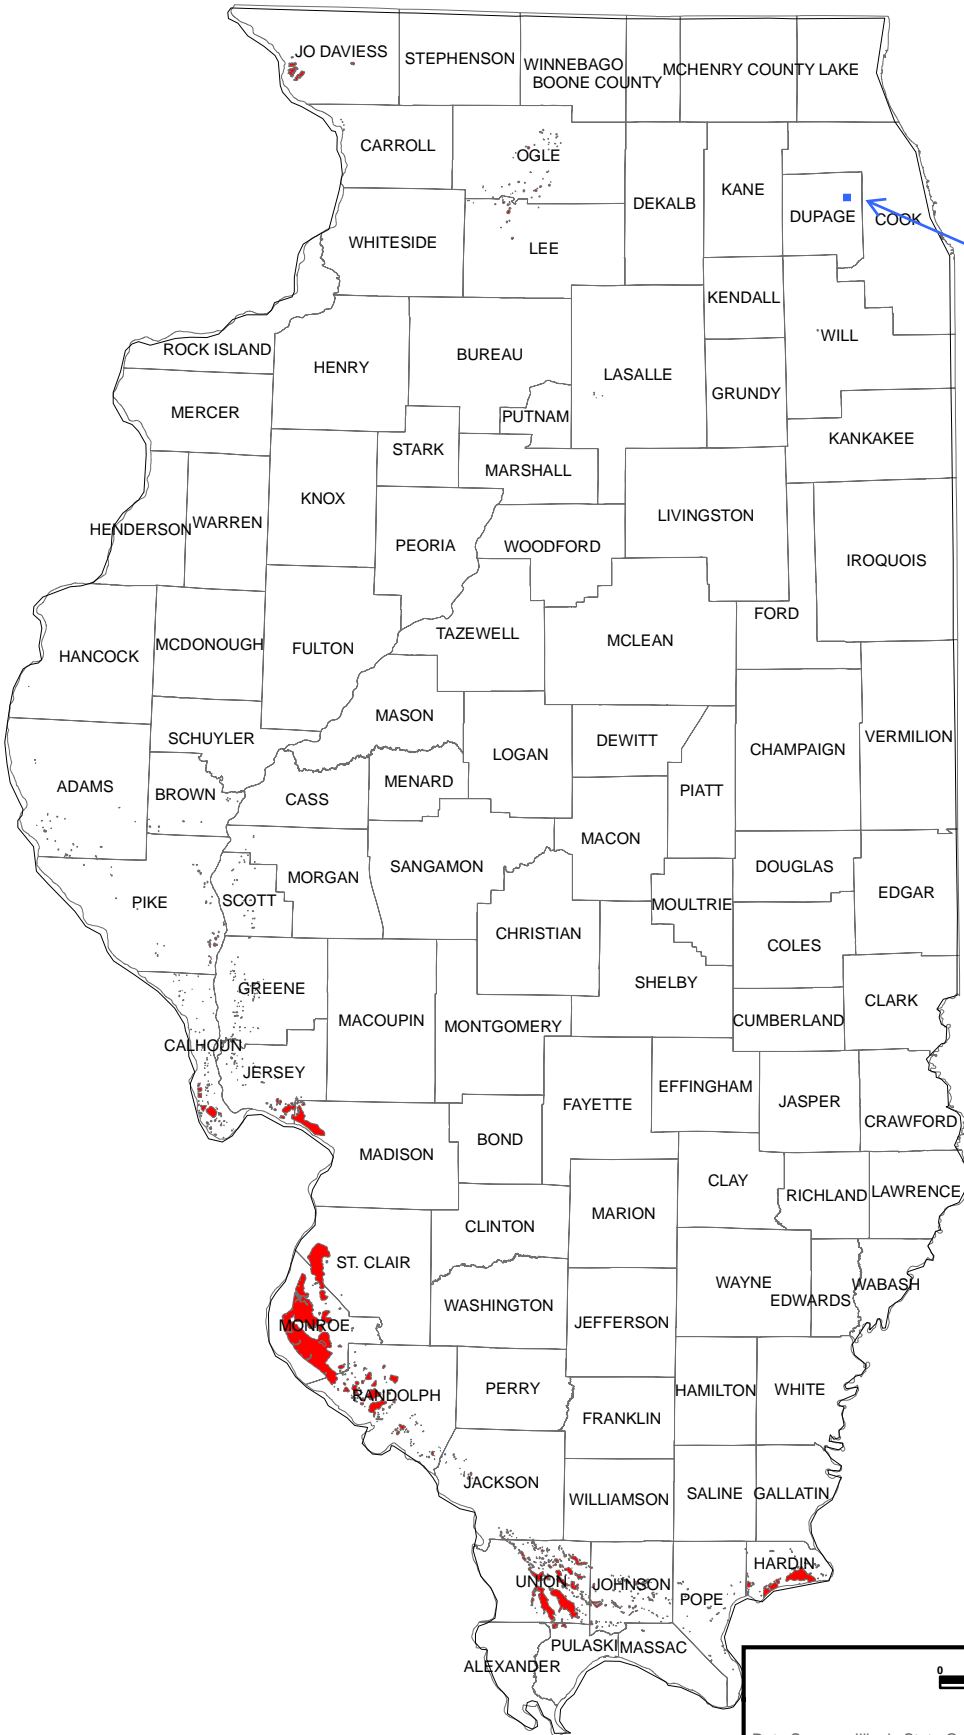 JO DAVIESS
STEPHENSON
WINNEBAGO
BOONE COUNTY
MCHENRY COUNTY
LAKE
CARROLL
OGLE
DEKALB
KANE
DUPAGE
COOK
WHITESIDE
LEE
KENDALL
WILL
ROCK ISLAND
HENRY
BUREAU
LASALLE
GRUNDY
MERCER
PUTNAM
KANKAKEE
STARK
MARSHALL
KNOX
HENDERSON
WARREN
PEORIA
WOODFORD
LIVINGSTON
IROQUOIS
FORD
HANCOCK
MCDONOUGH
FULTON
TAZEWELL
MCLEAN
MASON
SCHUYLER
LOGAN
DEWITT
CHAMPAIGN
VERMILION
ADAMS
BROWN
CASS
MENARD
PIATT
MACON
SANGAMON
MORGAN
DOUGLAS
PIKE
SCOTT
MOULTRIE
EDGAR
CHRISTIAN
COLES
SHELBY
GREENE
CLARK
MACOUPIN
MONTGOMERY
CUMBERLAND
CALHOUN
JERSEY
EFFINGHAM
FAYETTE
JASPER
CRAWFORD
MADISON
BOND
CLAY
RICHLAND
LAWRENCE
MARION
CLINTON
ST. CLAIR
WAYNE
WABASH
EDWARDS
WASHINGTON
MONROE
JEFFERSON
RANDOLPH
PERRY
HAMILTON
WHITE
FRANKLIN
JACKSON
WILLIAMSON
SALINE
GALLATIN
HARDIN
UNION
JOHNSON
POPE
PULASKI
MASSAC
ALEXANDER
0